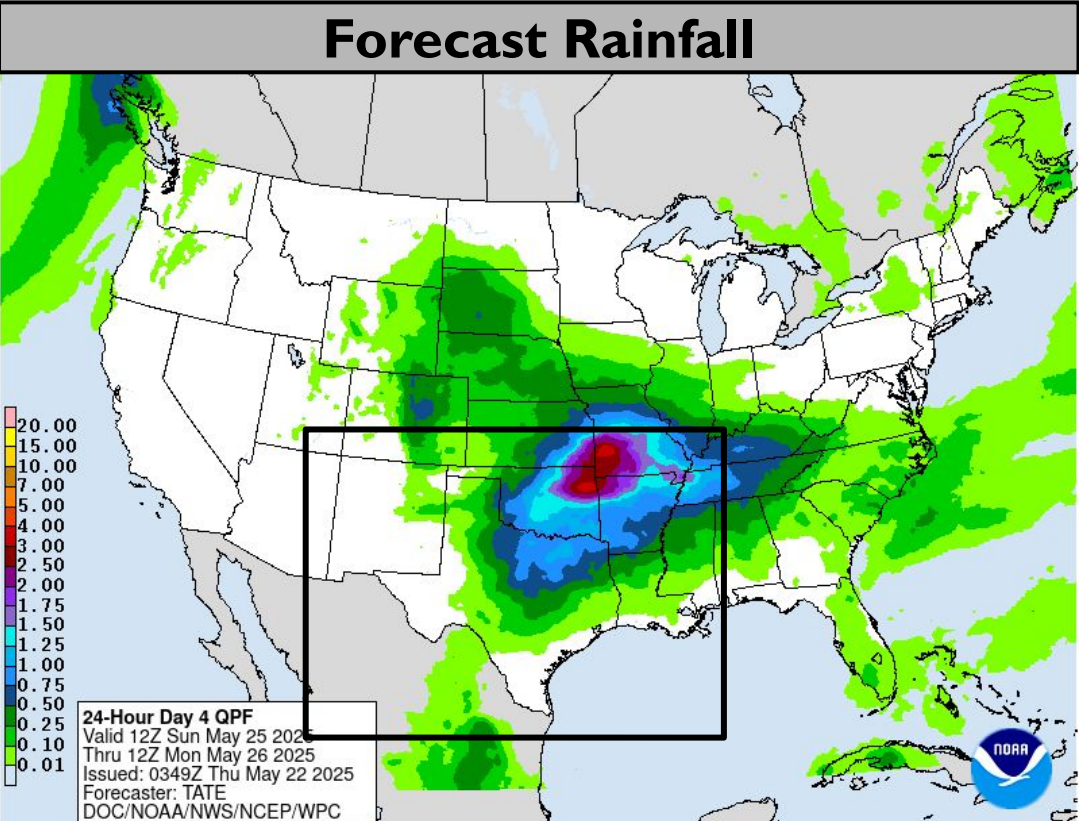 Forecast Rainfall
20.00
15.00
10.00
7.00
5.00
4.00
3.00
2.50
2.00
1.75
1.50
1.25
1.00
0.75
0.50
0.25
0.10
0.01
24-Hour Day 4 QPF
Valid 12Z Sun May 25 2025
Thru 12Z Mon May 26 2025
Issued: 0349Z Thu May 22 2025
Forecaster: TATE
DOC/NOAA/NWS/NCEP/WPC
NOAA